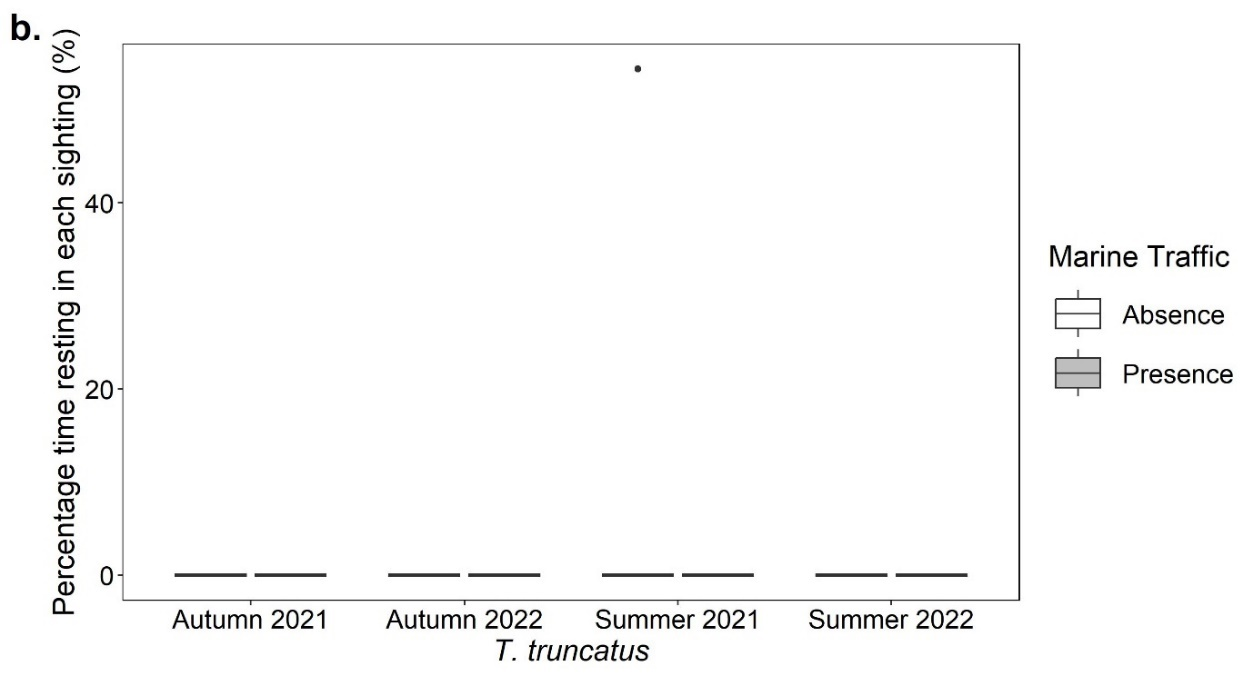 b.
Percentage time resting in each sighting (%)
40
20
0
Autumn 2021 Autumn 2022 Summer 2021 Summer 2022
T. truncatus
Marine Traffic
Absence
Presence